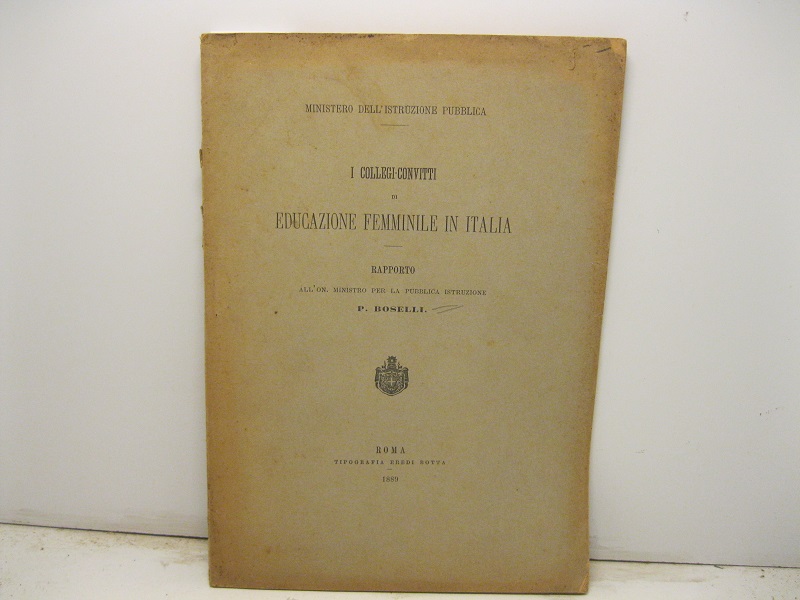 MINISTERO DELL'ISTRUZIONE PUBBLICA
I COLLEGI-CONVITTI
DI
EDUCAZIONE FEMMINILE IN ITALIA
RAPPORTO
ALL'ON. MINISTRO PER LA PUBBLICA ISTRUZIONE
P. BOSELLI.
ROMA
TIPOGRAFIA EREDI BOTTA
1889